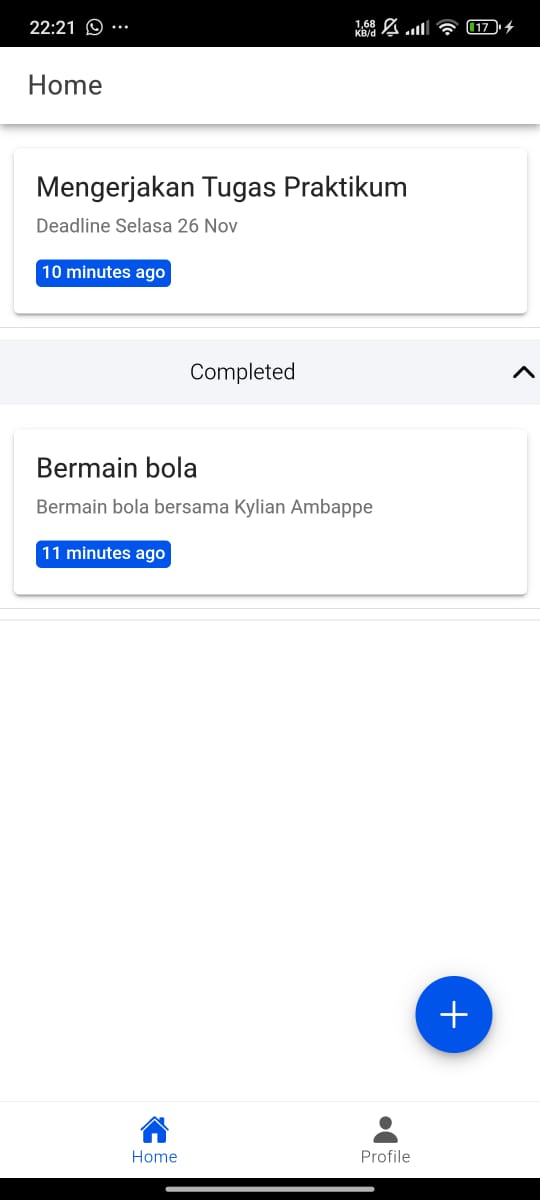 22:21 ...
1,68
KB/d
17
Home
Mengerjakan Tugas Praktikum
Deadline Selasa 26 Nov
10 minutes ago
Completed
Bermain bola
Bermain bola bersama Kylian Ambappe
11 minutes ago
Home
Profile